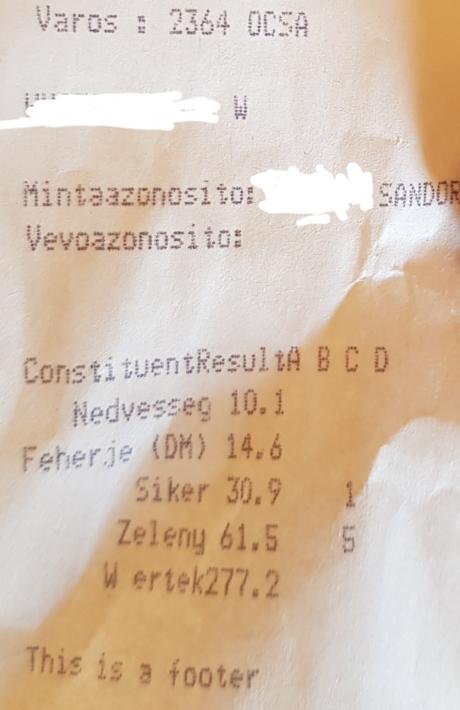 Varos : 2364 OCSA
W
Mintaazonosito: SANDOR
Vevoazonosito:
ConstituentResultA B C D
Nedvesseg 10.1
Feherje (DM) 14.6
Siker 30.9 1
Zeleny 61.5 5
W ertek277.2
This is a footer